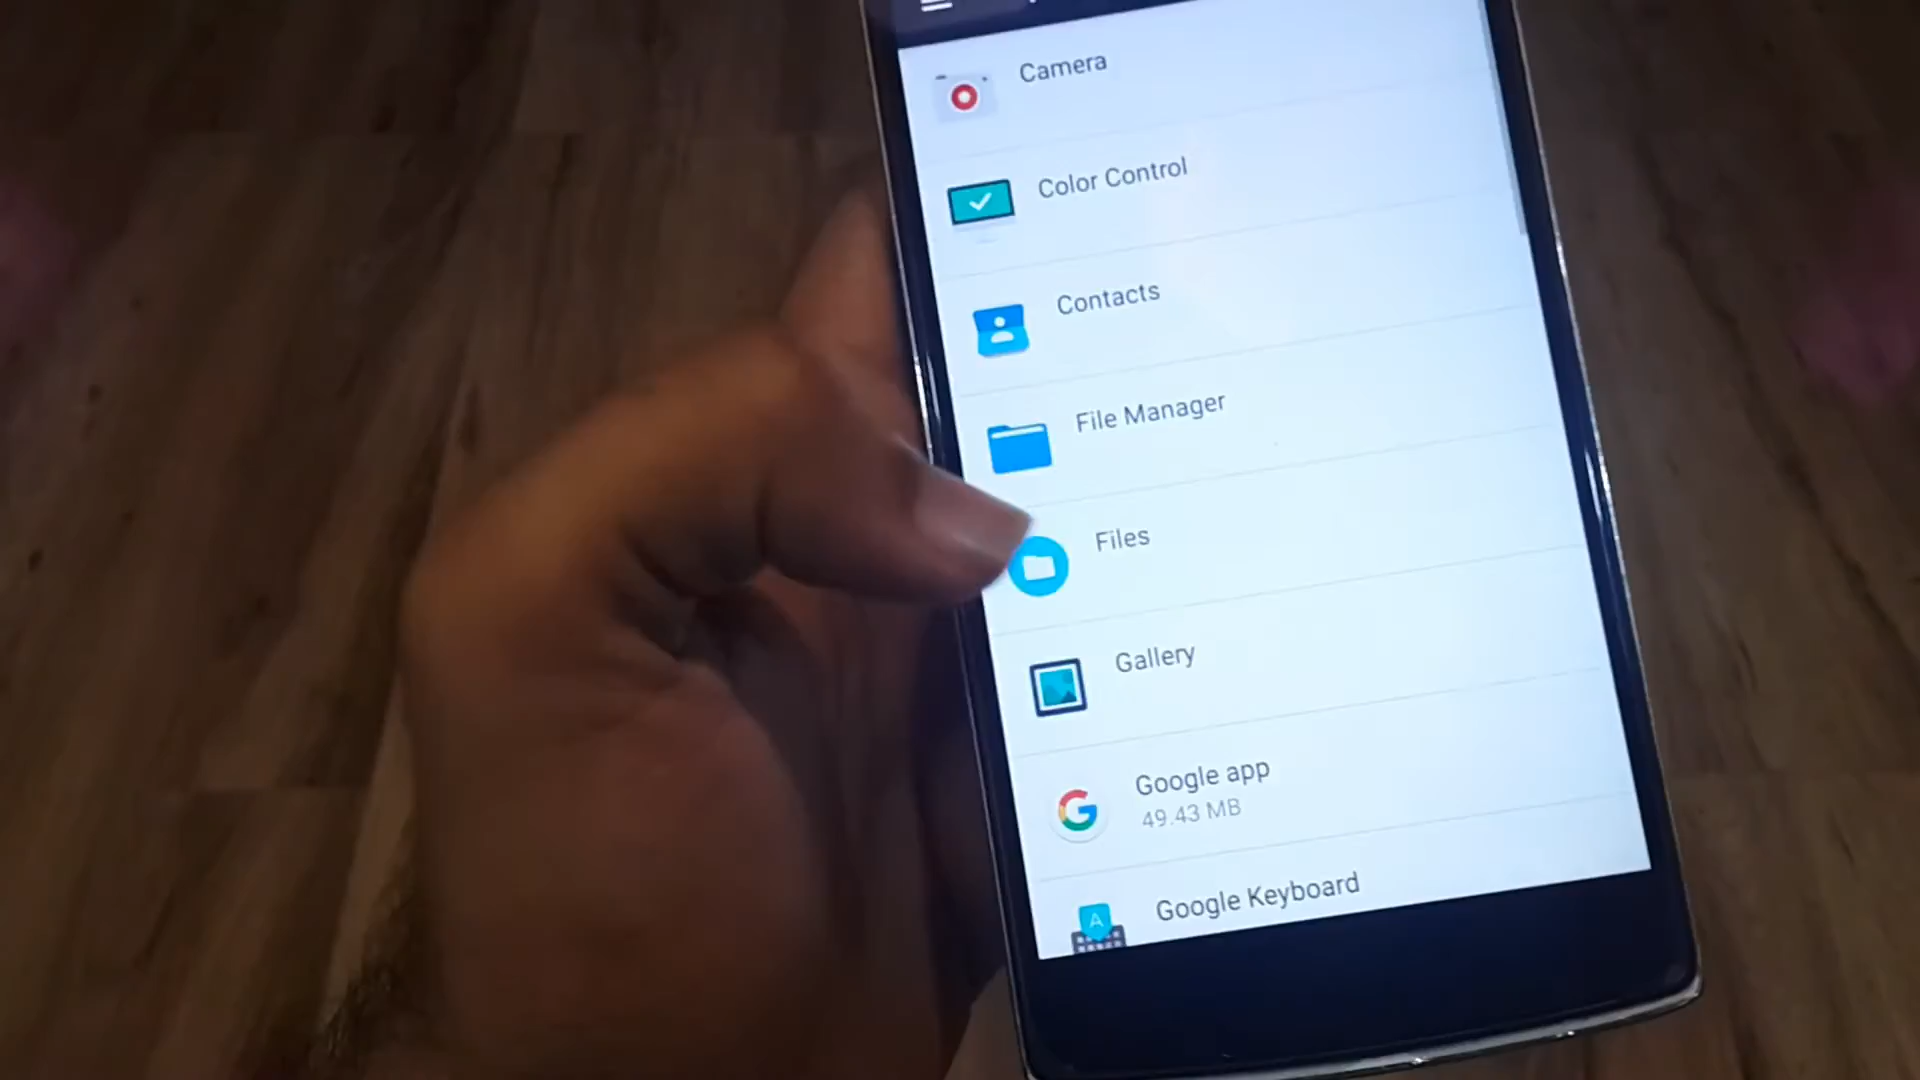 Camera
Color Control
Contacts
File Manager
Files
Gallery
Google app
49.43 MB
Google Keyboard
A